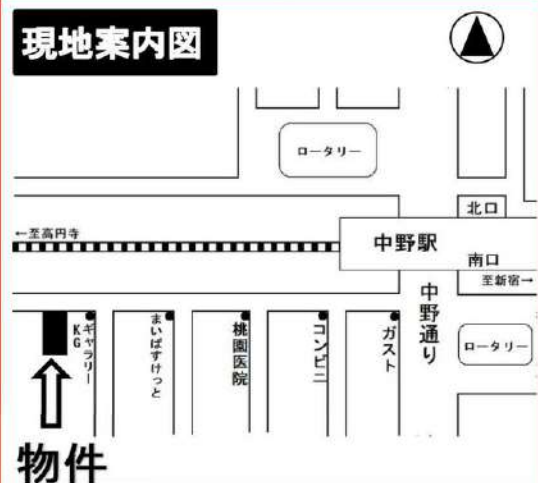 現地案内図
ロータリー
北口
←至高円寺
中野駅
南口
至新宿→
中野通り
ロータリー
ギャラリー
KG
まいばすけっと
桃園医院
コンビニ
ガスト
物件